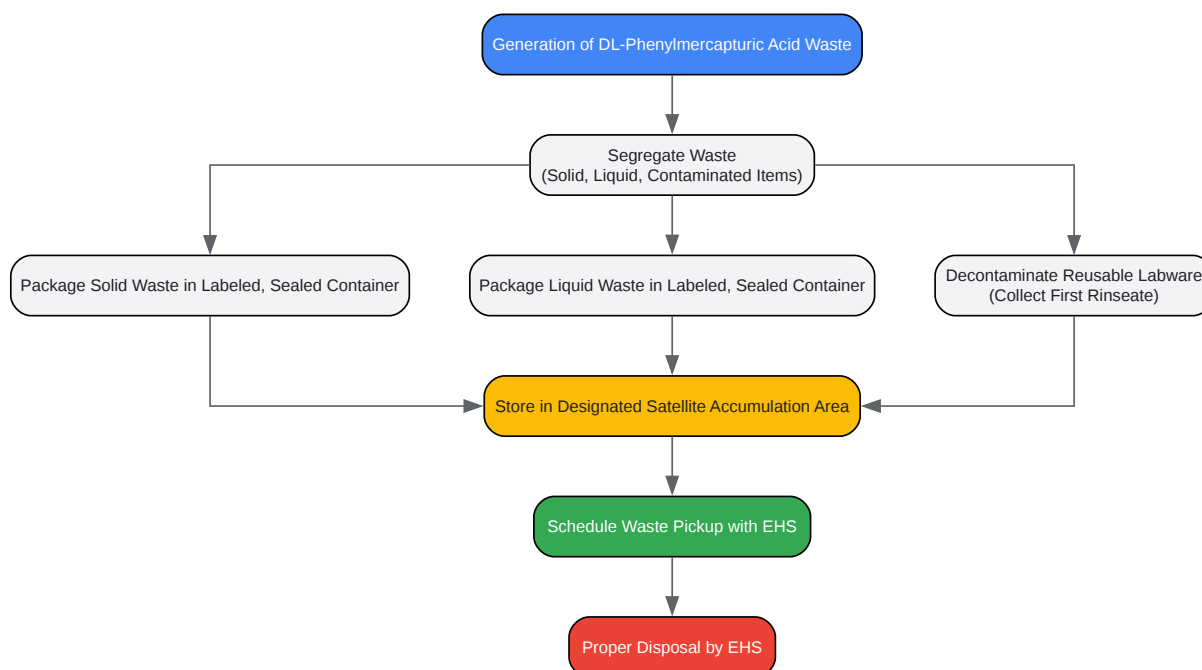 Generation of DL-Phenylmercapturic Acid Waste
Segregate Waste
(Solid, Liquid, Contaminated Items)
Package Solid Waste in Labeled, Sealed Container
Package Liquid Waste in Labeled, Sealed Container
Decontaminate Reusable Labware
(Collect First Rinseate)
Store in Designated Satellite Accumulation Area
Schedule Waste Pickup with EHS
Proper Disposal by EHS